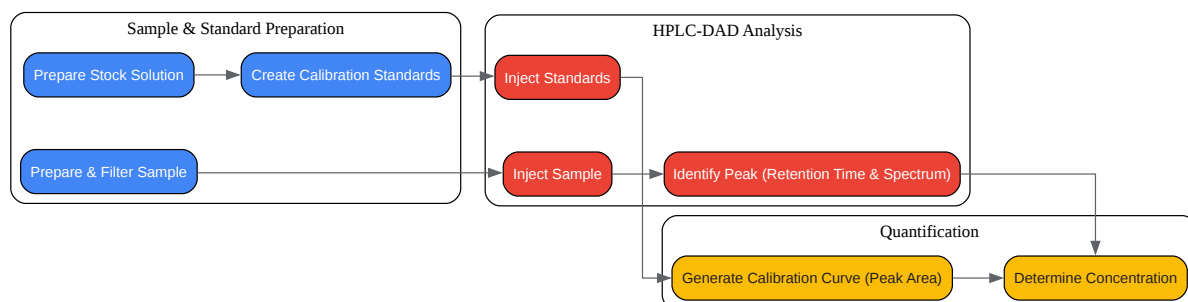 Sample & Standard Preparation
Prepare Stock Solution
Create Calibration Standards
Prepare & Filter Sample
HPLC-DAD Analysis
Inject Standards
Inject Sample
Identify Peak (Retention Time & Spectrum)
Quantification
Generate Calibration Curve (Peak Area)
Determine Concentration